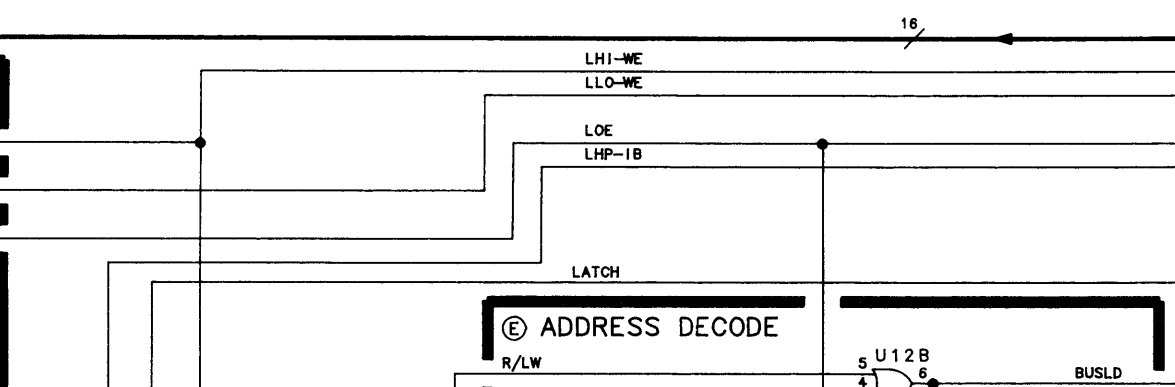 16
LHI-WE
LLO-WE
LOE
LHP-IB
LATCH
E ADDRESS DECODE
R/LW
5 U12B
4 6 BUSLD